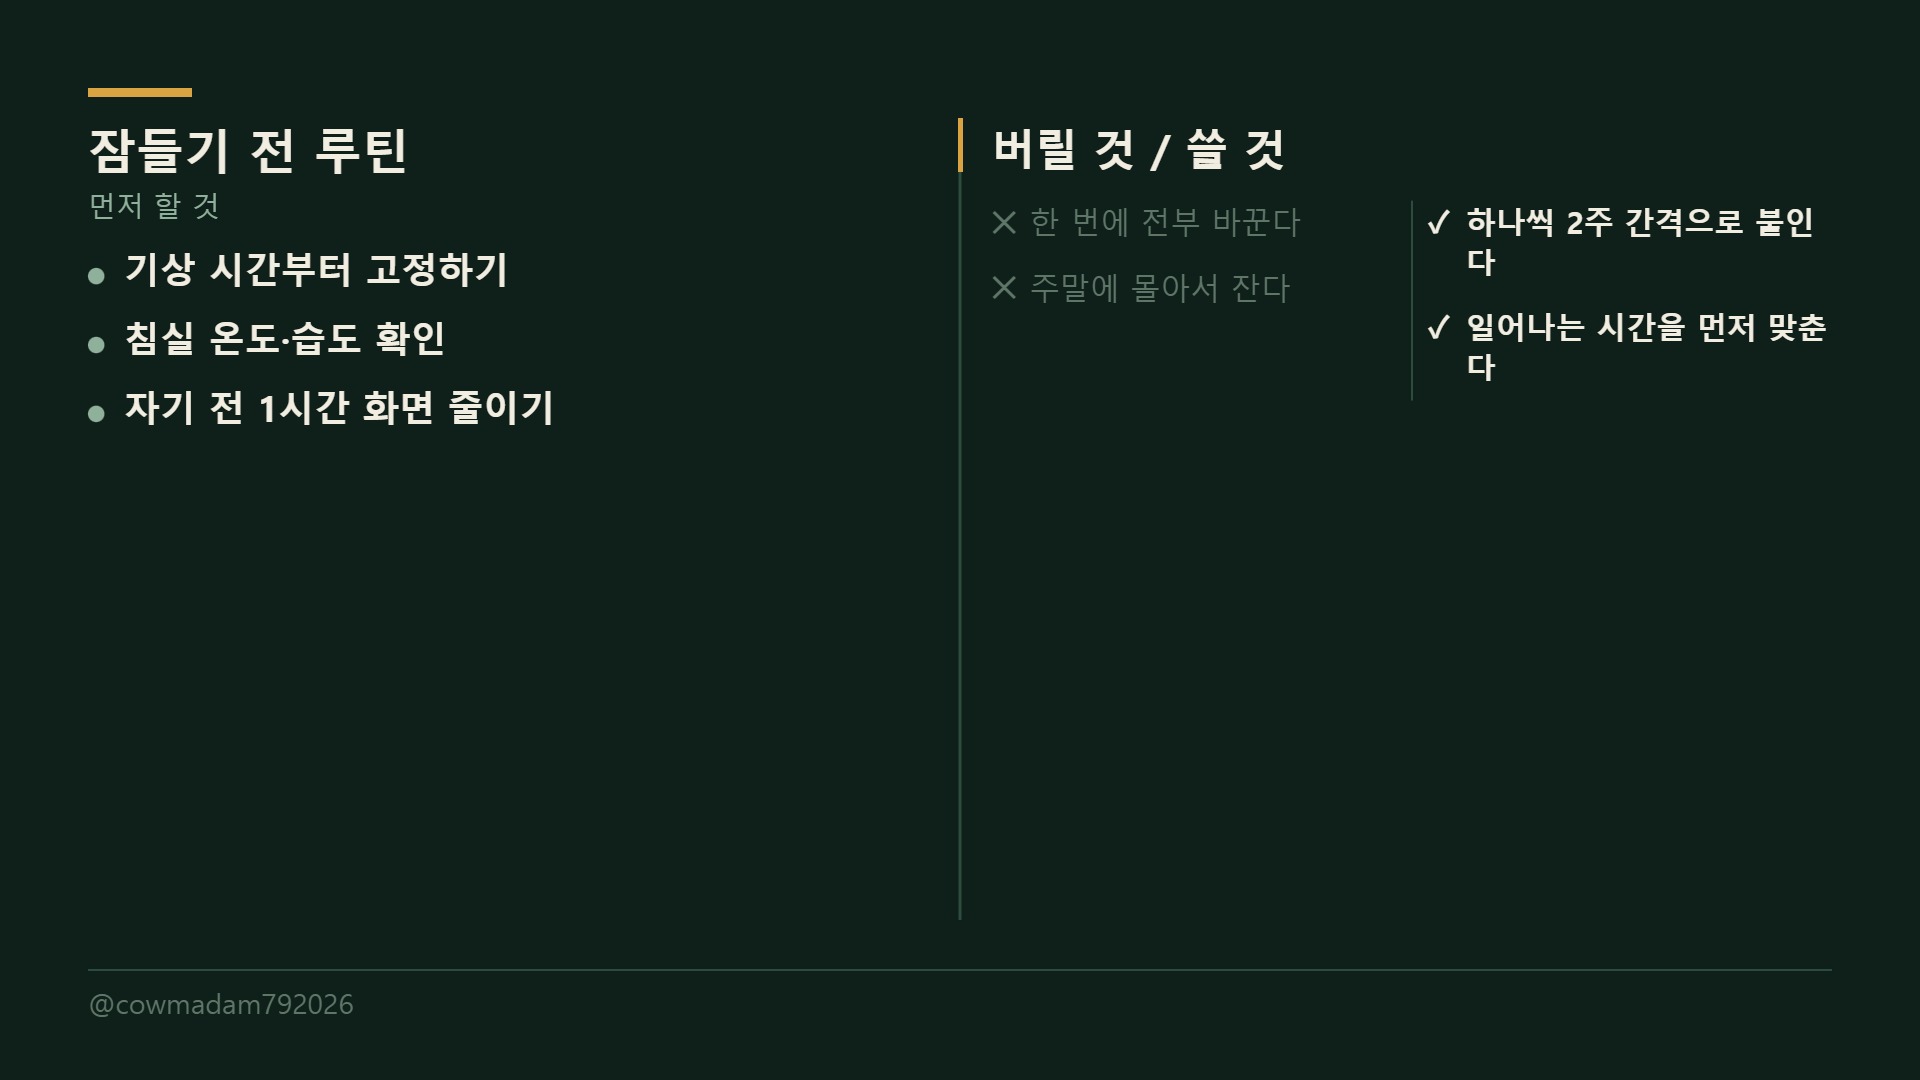 잠들기 전 루틴
먼저 할 것
기상 시간부터 고정하기
침실 온도·습도 확인
자기 전 1시간 화면 줄이기
버릴 것 / 쓸 것
✕ 한 번에 전부 바꾼다
✕ 주말에 몰아서 잔다
✓ 하나씩 2주 간격으로 붙인
다
✓ 일어나는 시간을 먼저 맞춘
다
@cowmadam792026